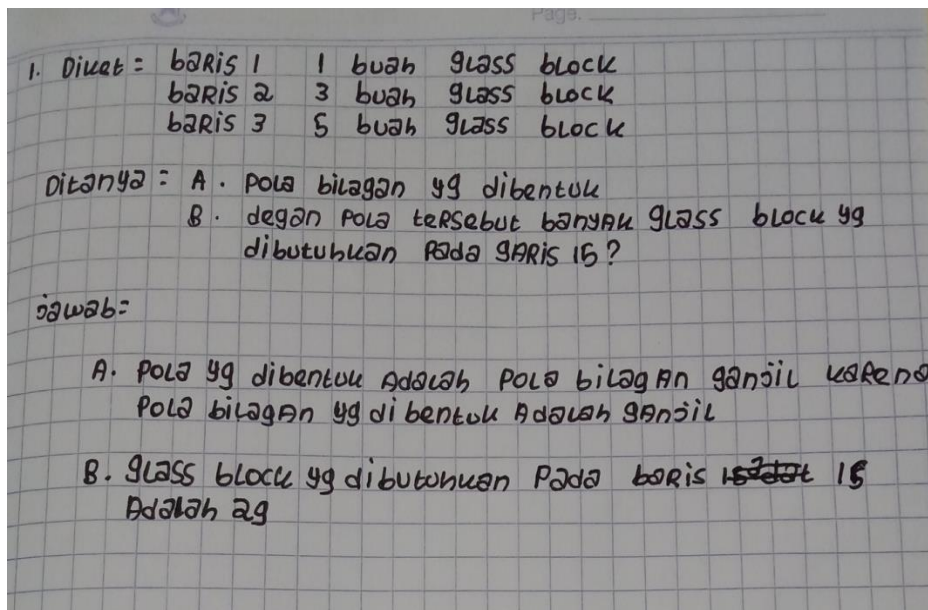 Page.
1. Diket = baRis 1 1 buah glass block
baRis 2 3 buah glass block
baRis 3 5 buah glass block
Ditanya = A. pola bilagan yg dibentuk
B. degan pola teRsebut banyAk glass block yg
dibutuhkan pada gARis 15?
jawab=
A. pola yg dibentuk AdaLah pola bilagAn ganjil kaRena
pola bilagAn yg di bentuk AdaLah gAnjil
B. glass block yg dibutuhkan pada baRis 15
AdaLah 29